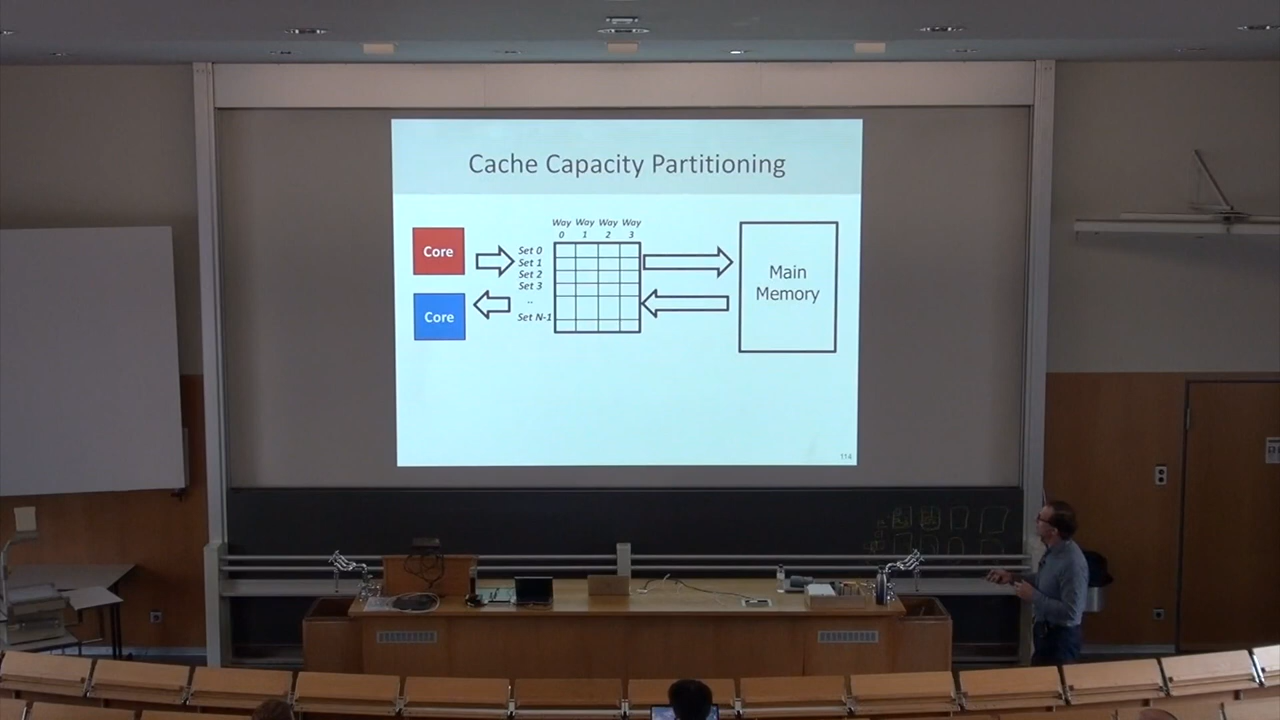 Cache Capacity Partitioning
Way Way Way Way
0 1 2 3
Core
Set 0
Set 1
Set 2
Set 3
..
Set N-1
Core
Main
Memory
114